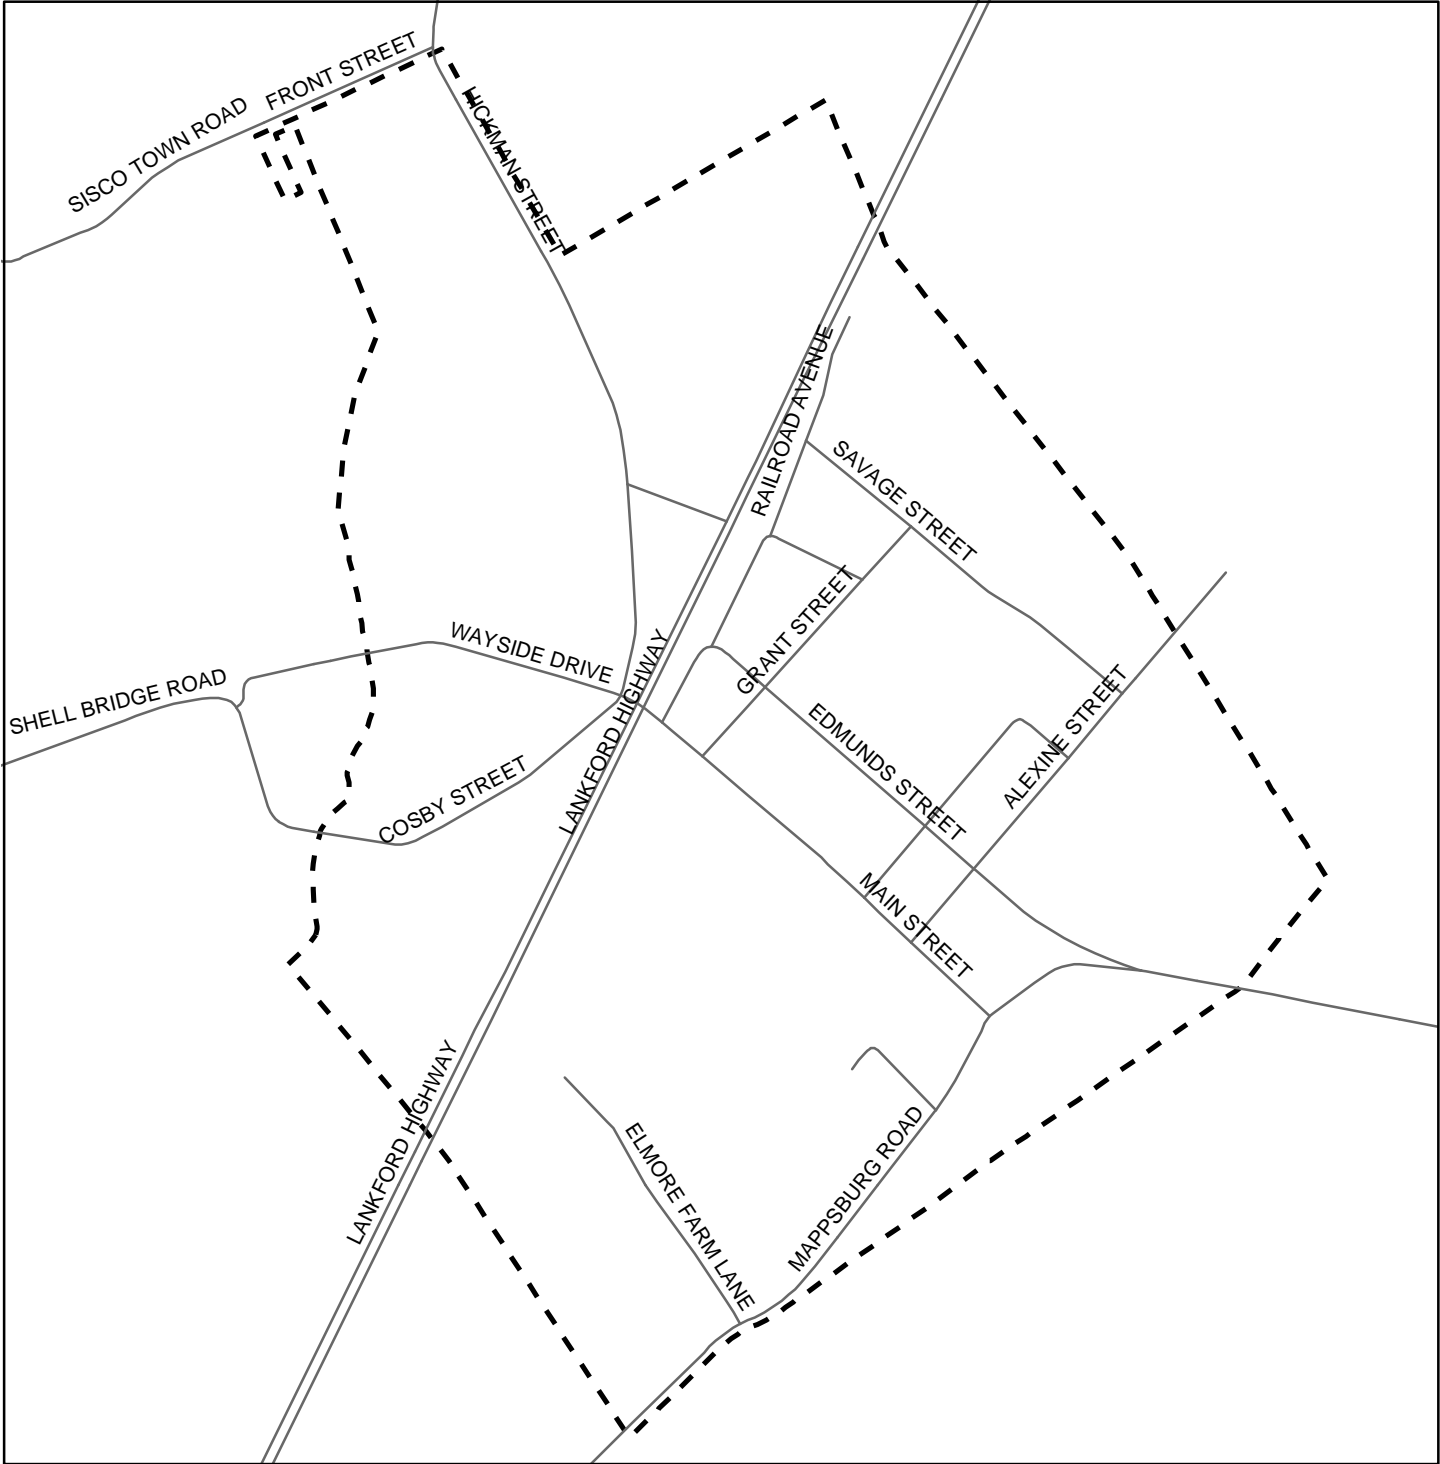 FRONT STREET
SISCO TOWN ROAD
HICKMAN STREET
RAILROAD AVENUE
SAVAGE STREET
GRANT STREET
WAYSIDE DRIVE
SHELL BRIDGE ROAD
LANKFORD HIGHWAY
ALEXINE STREET
EDMUNDS STREET
COSBY STREET
MAIN STREET
LANKFORD HIGHWAY
ELMORE FARM LANE
MAPPSBURG ROAD